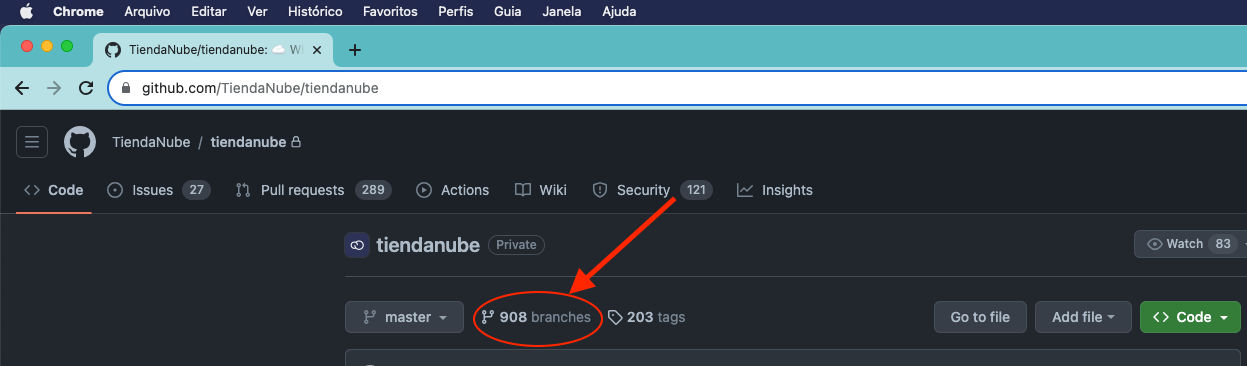 Chrome Arquivo Editar Ver Histórico Favoritos Perfis Guia Janela Ajuda
TiendaNube/tiendanube:
github.com/TiendaNube/tiendanube
TiendaNube / tiendanube
Code Issues 27 Pull requests 289 Actions Wiki Security 121 Insights
tiendanube Private Watch 83
master 908 branches 203 tags Go to file Add file Code